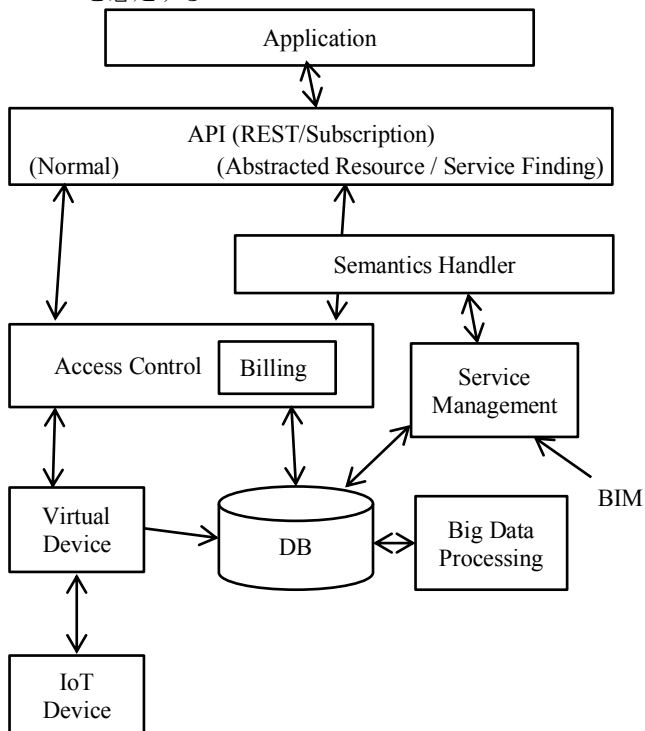 Application
API (REST/Subscription)
(Normal) (Abstracted Resource / Service Finding)
Semantics Handler
Access Control
Billing
Service
Management
BIM
Virtual
Device
DB
Big Data
Processing
IoT
Device